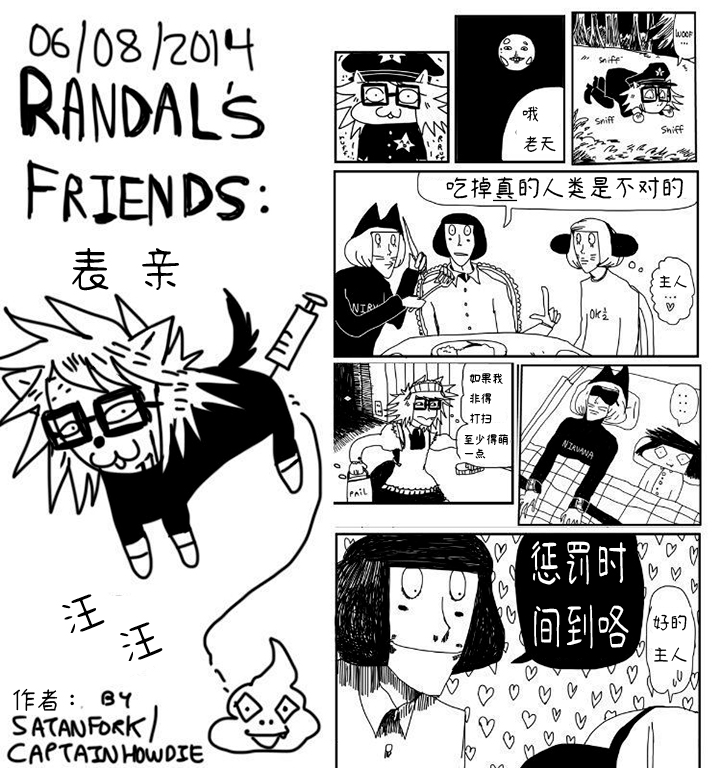 06/08/2014
RANDAL'S
FRIENDS:
表 亲
汪
汪
作者: BY
SATANFORK/
CAPTAINHOWDIE
哦
老天
WOOF
...
Sniff
Sniff
Sniff
吃掉真的人类是不对的
NIRV
OK½
主人
...♡
如果我
非得
打扫
至少得萌
一点
PAIL
NIRVANA
惩罚时
间到咯
好的
主人